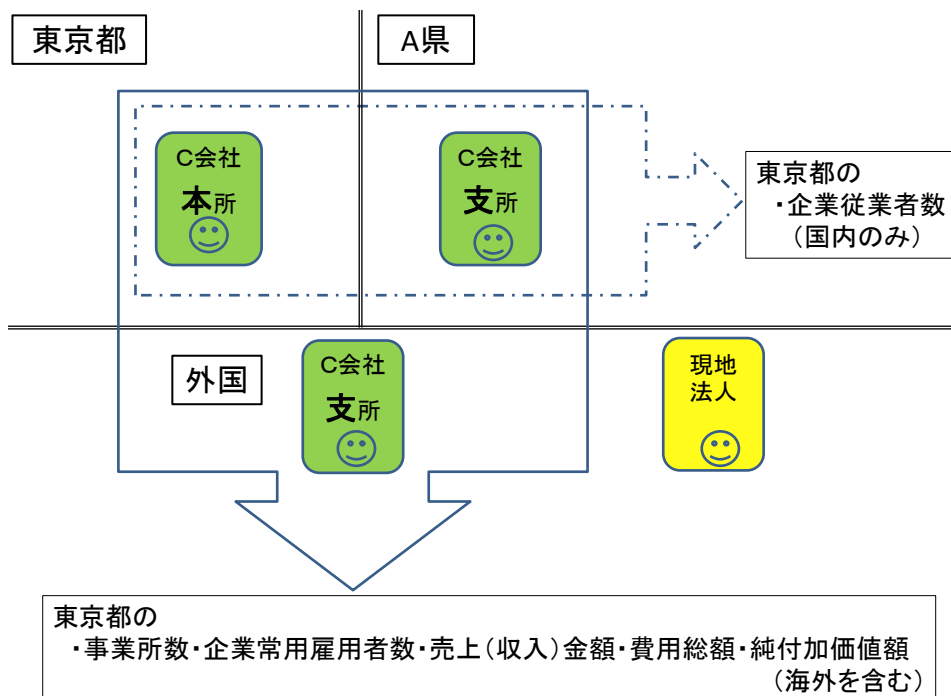 東京都
A県
C会社
本所
C会社
支所
東京都の
・企業従業者数
(国内のみ)
外国
C会社
支所
現地
法人
東京都の
・事業所数・企業常用雇用者数・売上(収入)金額・費用総額・純付加価値額
(海外を含む)